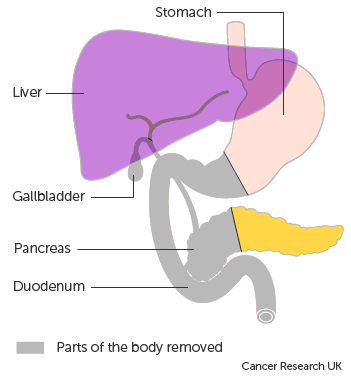 Stomach
Liver
Gallbladder
Pancreas
Duodenum
Parts of the body removed
Cancer Research UK